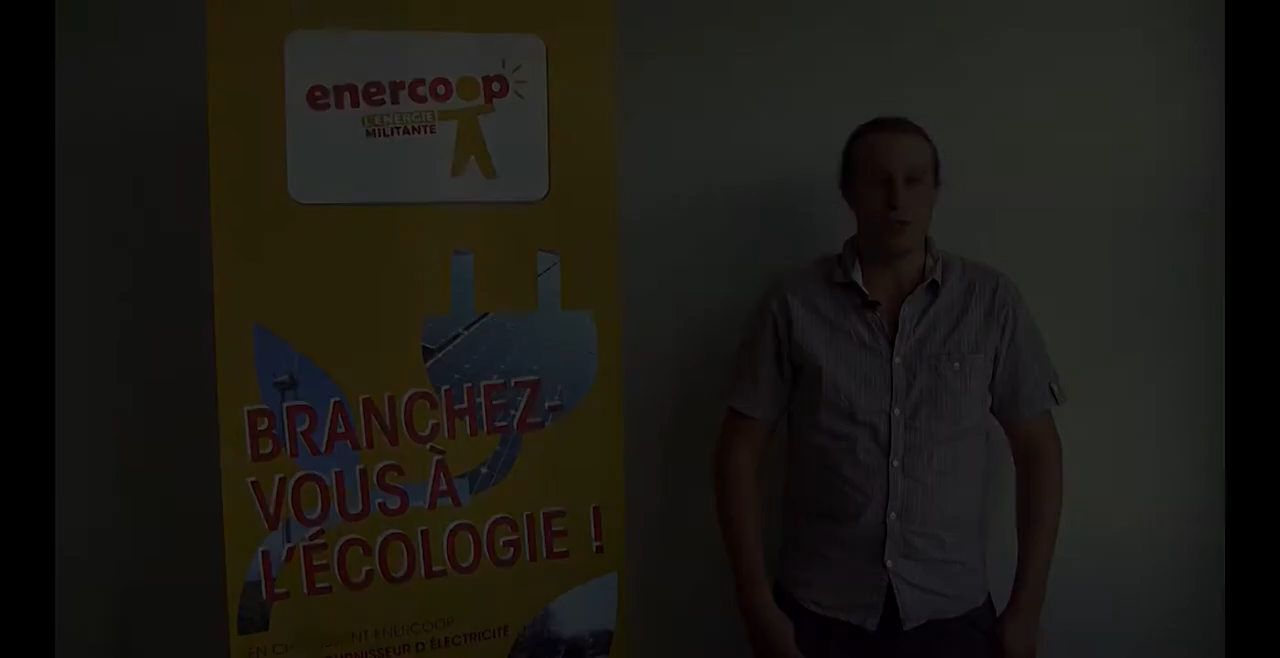 enercoop
L'ÉNERGIE
MILITANTE
BRANCHEZ-
VOUS À
L'ÉCOLOGIE !
EN CHOISISSANT ENERCOOP
FOURNISSEUR D'ÉLECTRICITÉ